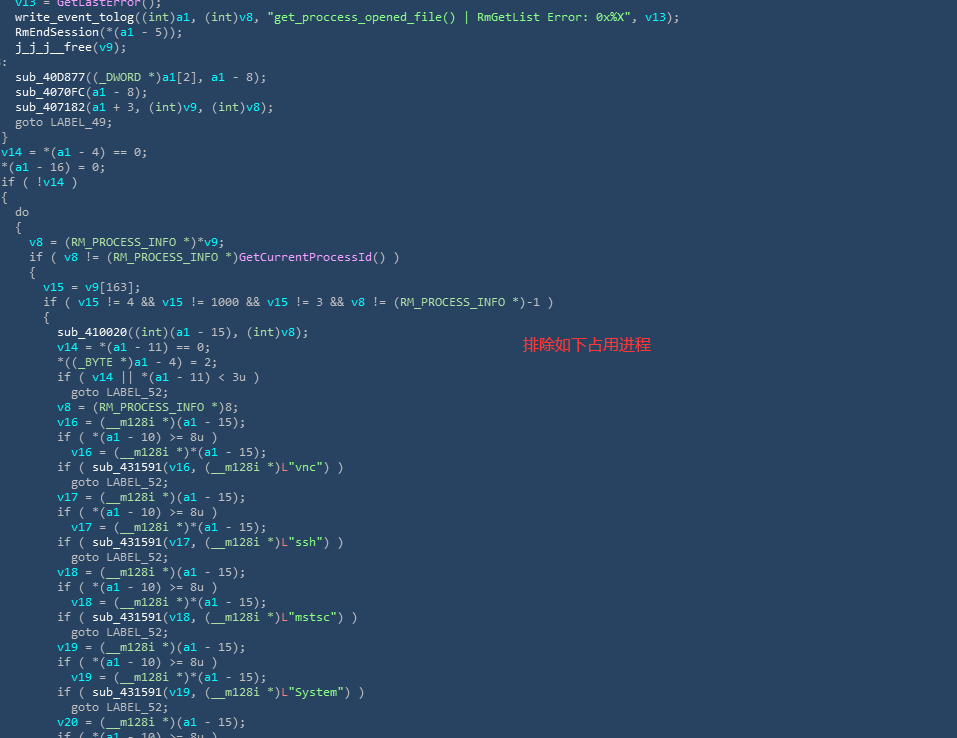 v13 = GetLastError();
write_event_tolog((int)a1, (int)v8, "get_proccess_opened_file() | RmGetList Error: 0x%X", v13);
RmEndSession(*(a1 - 5));
j_j_j__free(v9);
:
sub_40D877((_DWORD *)a1[2], a1 - 8);
sub_4070FC(a1 - 8);
sub_407182(a1 + 3, (int)v9, (int)v8);
goto LABEL_49;
}
v14 = *(a1 - 4) == 0;
*(a1 - 16) = 0;
if ( !v14 )
{
do
{
v8 = (RM_PROCESS_INFO *)*v9;
if ( v8 != (RM_PROCESS_INFO *)GetCurrentProcessId() )
{
v15 = v9[163];
if ( v15 != 4 && v15 != 1000 && v15 != 3 && v8 != (RM_PROCESS_INFO *)-1 )
{
sub_410020((int)(a1 - 15), (int)v8);
v14 = *(a1 - 11) == 0;
排除如下占用进程
*((_BYTE *)a1 - 4) = 2;
if ( v14 || *(a1 - 11) < 3u )
goto LABEL_52;
v8 = (RM_PROCESS_INFO *)8;
v16 = (__m128i *)(a1 - 15);
if ( *(a1 - 10) >= 8u )
v16 = (__m128i *)*(a1 - 15);
if ( sub_431591(v16, (__m128i *)L"vnc") )
goto LABEL_52;
v17 = (__m128i *)(a1 - 15);
if ( *(a1 - 10) >= 8u )
v17 = (__m128i *)*(a1 - 15);
if ( sub_431591(v17, (__m128i *)L"ssh") )
goto LABEL_52;
v18 = (__m128i *)(a1 - 15);
if ( *(a1 - 10) >= 8u )
v18 = (__m128i *)*(a1 - 15);
if ( sub_431591(v18, (__m128i *)L"mstsc") )
goto LABEL_52;
v19 = (__m128i *)(a1 - 15);
if ( *(a1 - 10) >= 8u )
v19 = (__m128i *)*(a1 - 15);
if ( sub_431591(v19, (__m128i *)L"System") )
goto LABEL_52;
v20 = (__m128i *)(a1 - 15);
if ( *(a1 - 10) >= 8u